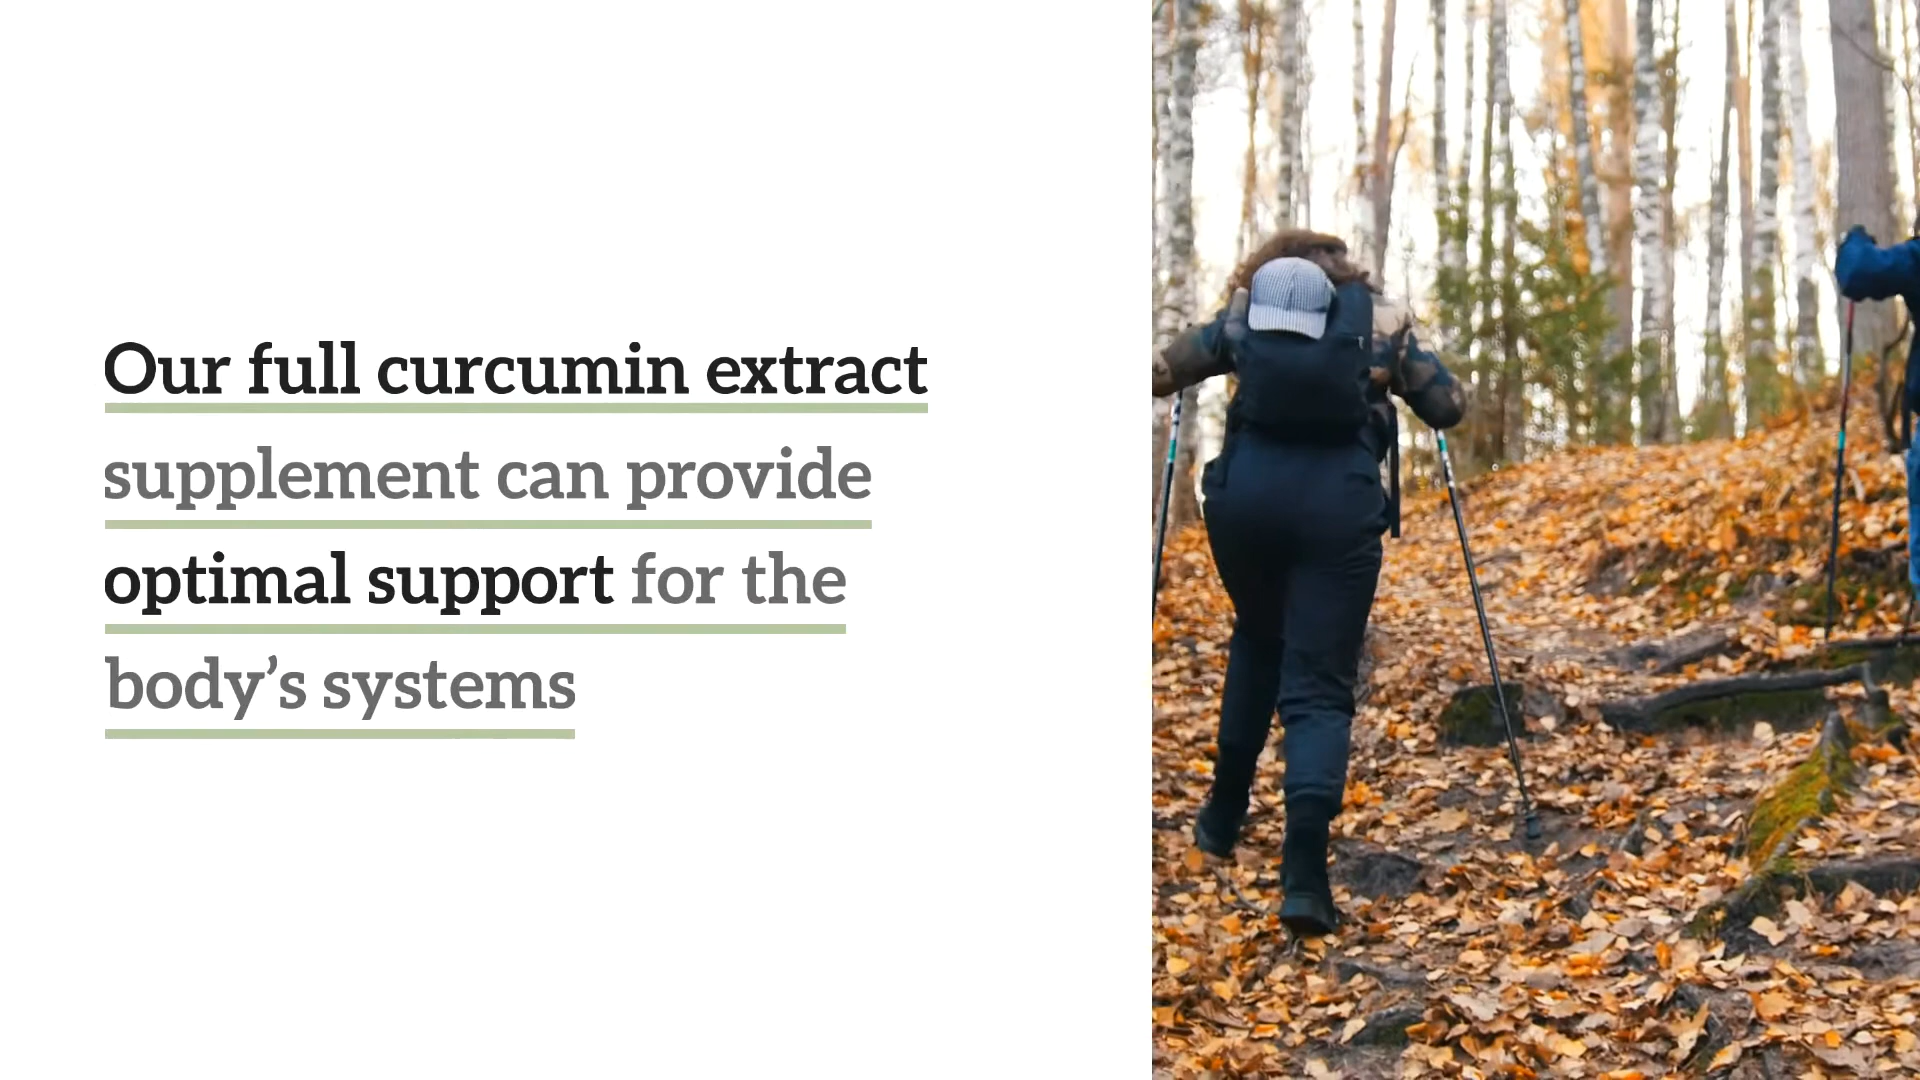 Our full curcumin extract
supplement can provide
optimal support for the
body’s systems